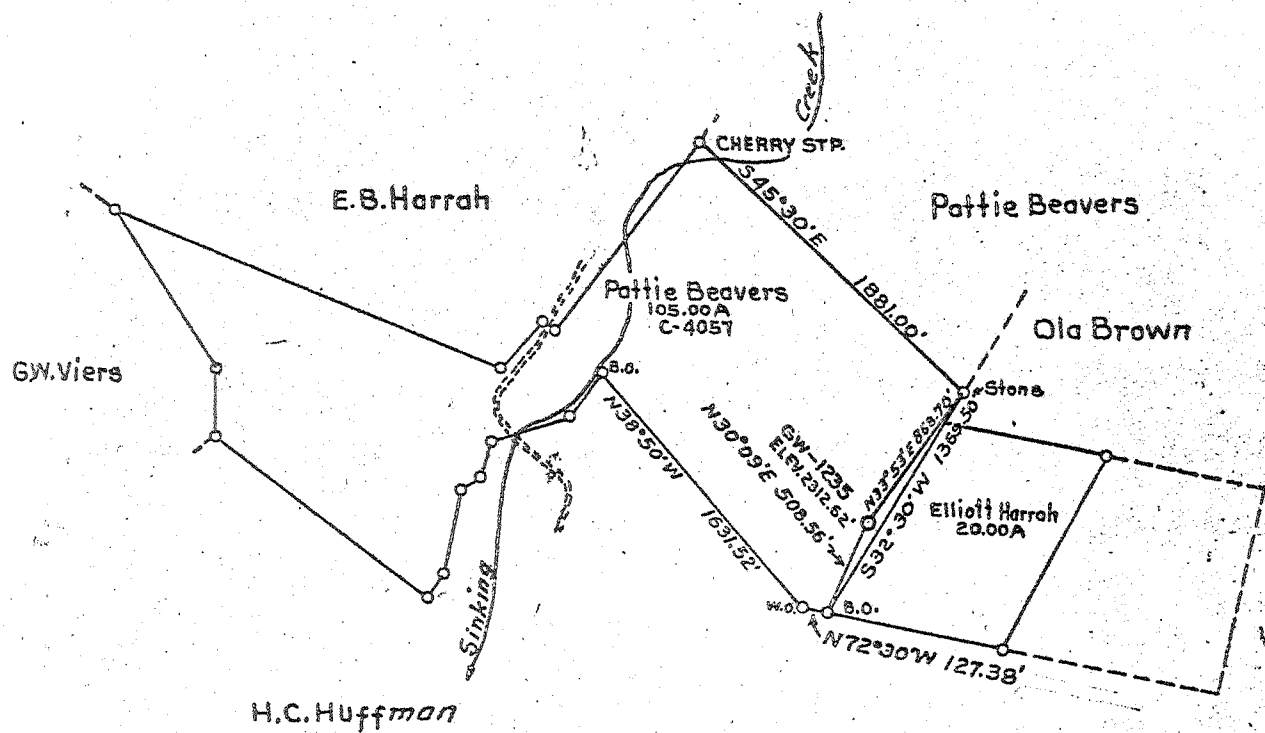 Creek
CHERRY STP.
E.B.Harrah
S45°30'E
Pattie Beavers
1881.00'
Pattie Beavers
105.00A
C-4057
Ola Brown
G.W.Viers
B.O.
Stone
N38°50'W
1631.52'
N30°09'E 508.56'
GW-1235
ELEV.2312.52'
N33°53'E 863.70'
S32°30'W 1369.50'
Elliott Harrah
20.00A
W.O.
B.O.
N72°30'W 127.38'
Sinking
H.C.Huffman